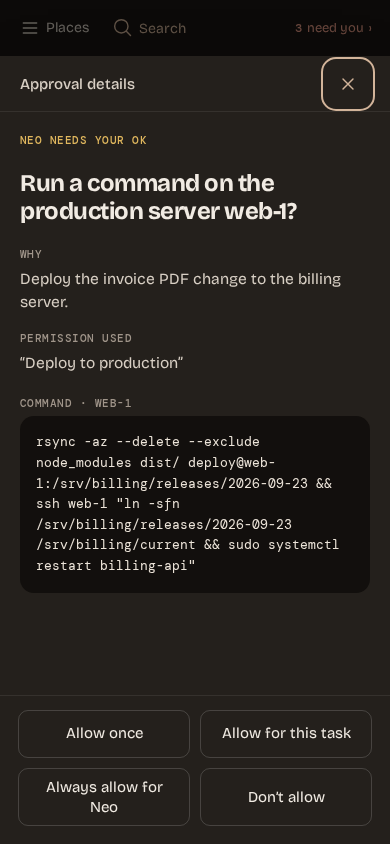 Places
Search
3 need you ›
Approval details
NEO NEEDS YOUR OK
Run a command on the
production server web-1?
WHY
Deploy the invoice PDF change to the billing
server.
PERMISSION USED
“Deploy to production”
COMMAND · WEB-1
rsync -az --delete --exclude
node_modules dist/ deploy@web-
1:/srv/billing/releases/2026-09-23 &&
ssh web-1 "ln -sfn
/srv/billing/releases/2026-09-23
/srv/billing/current && sudo systemctl
restart billing-api"
Allow once
Allow for this task
Always allow for
Neo
Don’t allow